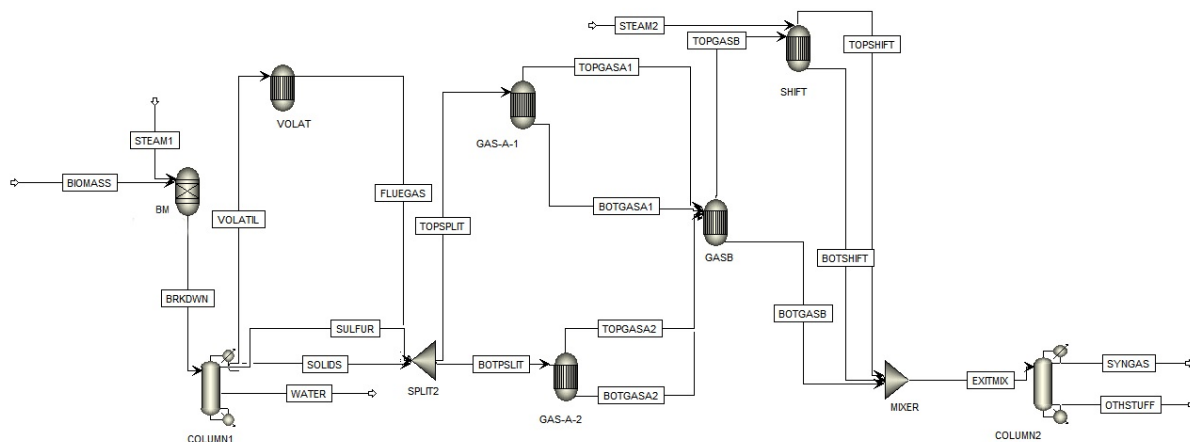 STEAM2
TOPGASB
TOPSHIFT
TOPGASA1
SHIFT
VOLAT
STEAM1
GAS-A-1
BIOMASS
BM
FLUEGAS
VOLATIL
TOPSPLIT
BOTGASA1
GASB
BOTSHIFT
BRKDWN
BOTGASB
SULFUR
TOPGASA2
SOLIDS
BOTPSLIT
SYNGAS
EXITMIX
SPLIT2
WATER
BOTGASA2
MIXER
OTHSTUFF
GAS-A-2
COLUMN1
COLUMN2